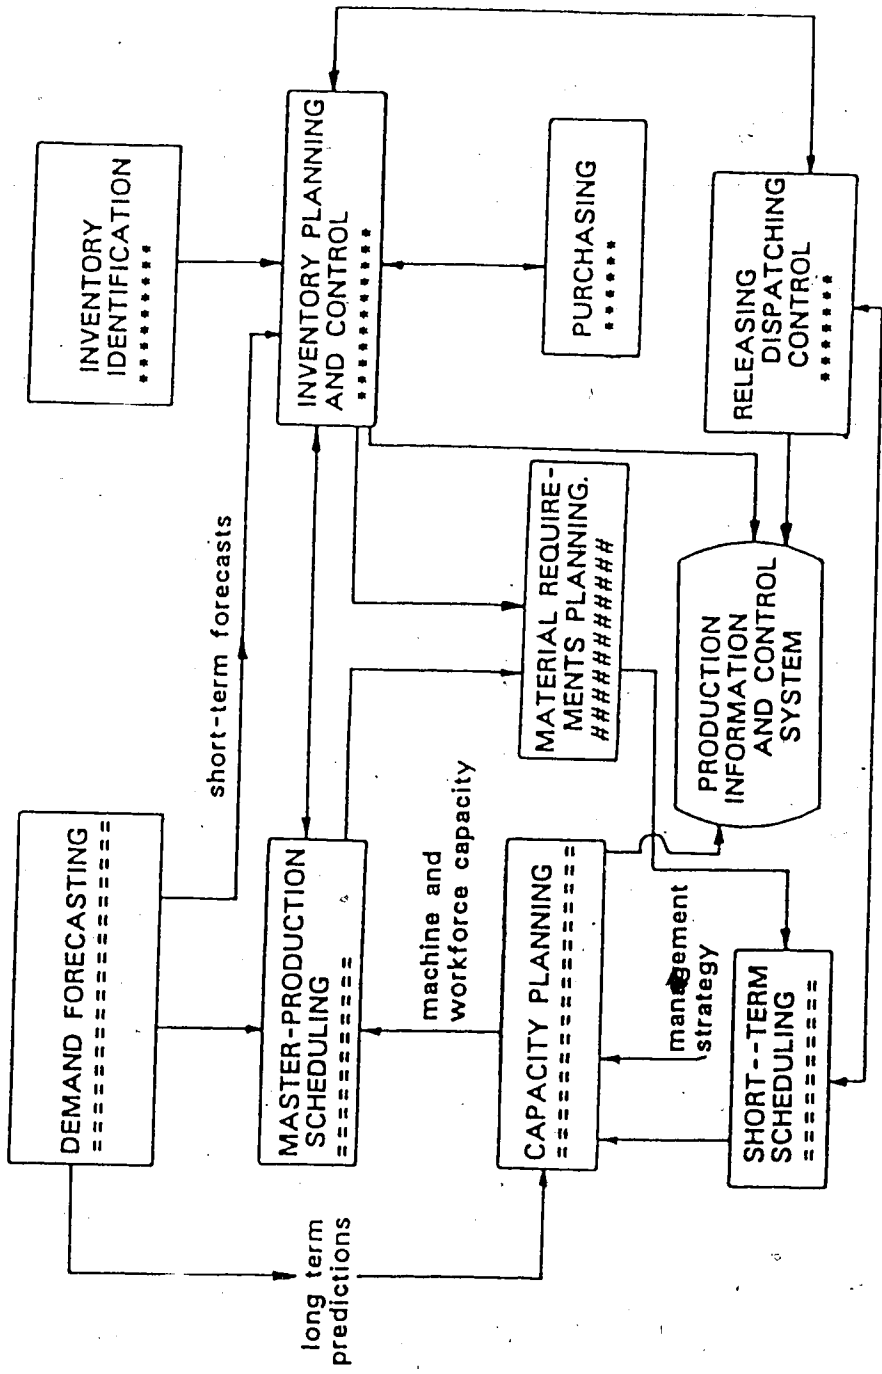 DEMAND FORECASTING
==================
INVENTORY
IDENTIFICATION
**********
short-term forecasts
long term
predictions
MASTER-PRODUCTION
SCHEDULING
=============
INVENTORY PLANNING
AND CONTROL
************
machine and
workforce capacity
CAPACITY PLANNING
==================
MATERIAL REQUIRE-
MENTS PLANNING.
############
PURCHASING
******
management
strategy
SHORT--TERM
SCHEDULING
===========
PRODUCTION
INFORMATION
AND CONTROL
SYSTEM
RELEASING
DISPATCHING
CONTROL
*******